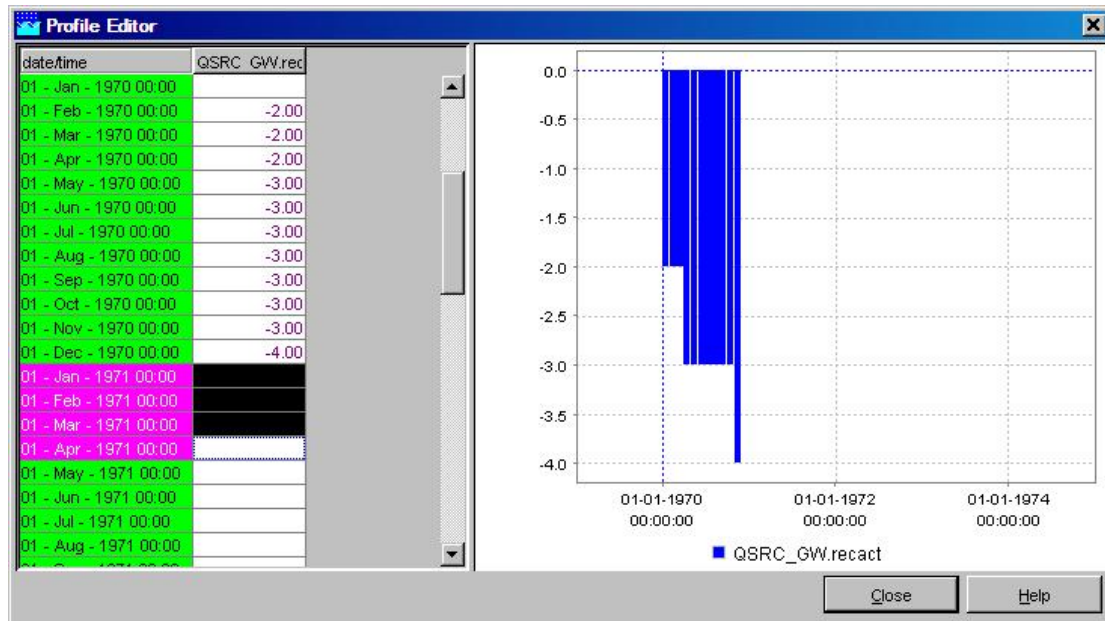 Profile Editor
date/time QSRC_GW.rec
01 - Jan - 1970 00:00
01 - Feb - 1970 00:00 -2.00
01 - Mar - 1970 00:00 -2.00
01 - Apr - 1970 00:00 -2.00
01 - May - 1970 00:00 -3.00
01 - Jun - 1970 00:00 -3.00
01 - Jul - 1970 00:00 -3.00
01 - Aug - 1970 00:00 -3.00
01 - Sep - 1970 00:00 -3.00
01 - Oct - 1970 00:00 -3.00
01 - Nov - 1970 00:00 -3.00
01 - Dec - 1970 00:00 -4.00
01 - Jan - 1971 00:00
01 - Feb - 1971 00:00
01 - Mar - 1971 00:00
01 - Apr - 1971 00:00
01 - May - 1971 00:00
01 - Jun - 1971 00:00
01 - Jul - 1971 00:00
01 - Aug - 1971 00:00
0.0
-0.5
-1.0
-1.5
-2.0
-2.5
-3.0
-3.5
-4.0
01-01-1970 01-01-1972 01-01-1974
00:00:00 00:00:00 00:00:00
QSRC_GW.recact
Close Help